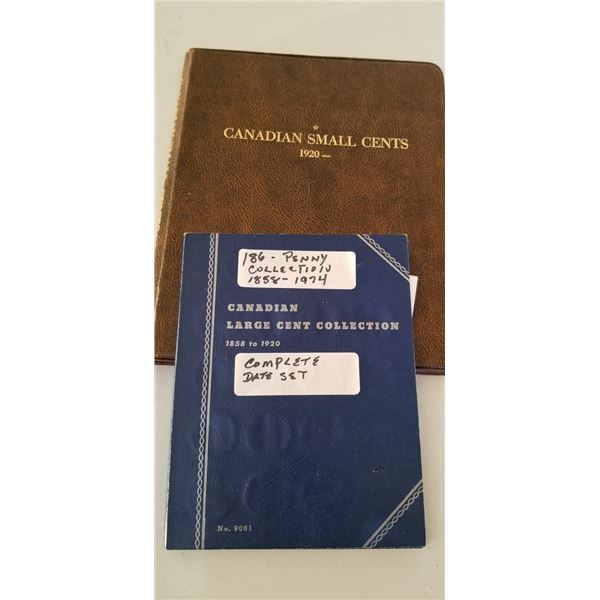 CANADIAN SMALL CENTS
1920 —
186 - PENNY
COLLECTION
1858 - 1974
CANADIAN
LARGE CENT COLLECTION
1858 to 1920
COMPLETE
DATE SET
No. 9061